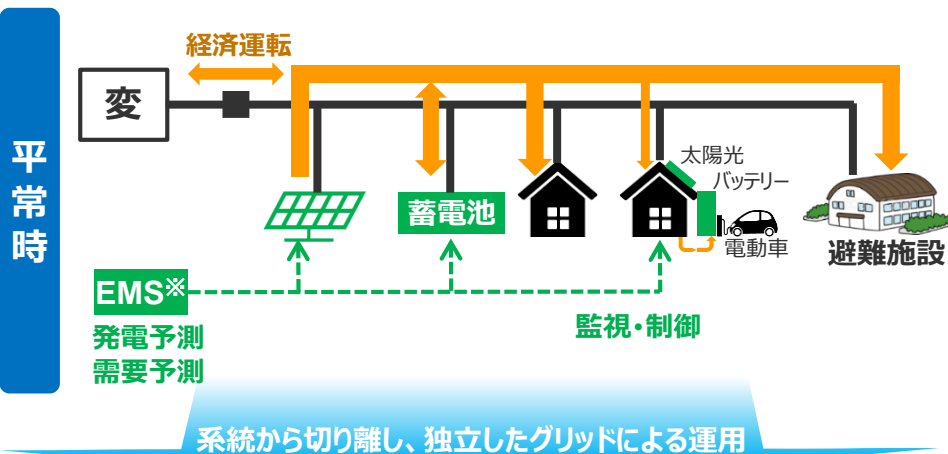 平常時
経済運転
変
太陽光
バッテリー
蓄電池
電動車
避難施設
EMS※
発電予測
需要予測
監視・制御
系統から切り離し、独立したグリッドによる運用